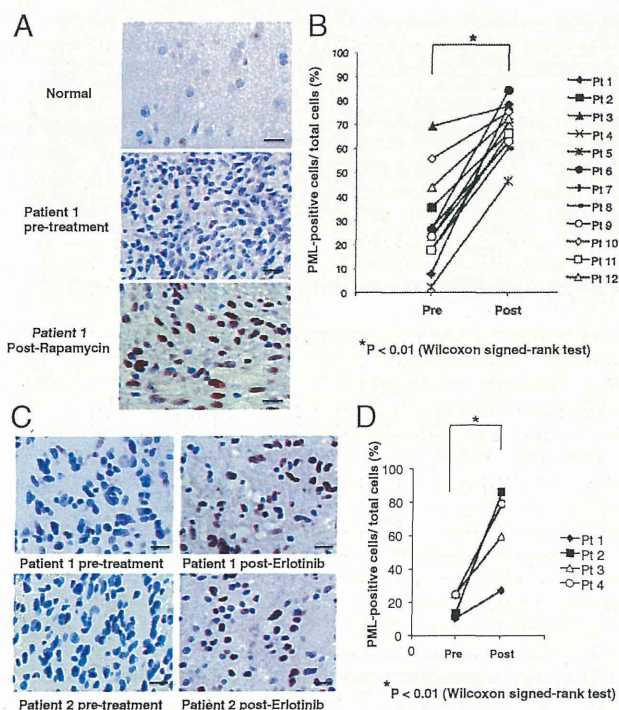 A
Normal
Patient 1
pre-treatment
Patient 1
Post-Rapamycin
B
PML-positive cells/ total cells (%)
100
90
80
70
60
50
40
30
20
10
0
*
Pre
Post
Pt 1
Pt 2
Pt 3
Pt 4
Pt 5
Pt 6
Pt 7
Pt 8
Pt 9
Pt 10
Pt 11
Pt 12
*P < 0.01 (Wilcoxon signed-rank test)
C
Patient 1 pre-treatment
Patient 1 post-Erlotinib
Patient 2 pre-treatment
Patient 2 post-Erlotinib
D
PML-positive cells/ total cells (%)
100
80
60
40
20
0
0
*
Pre
Post
Pt 1
Pt 2
Pt 3
Pt 4
*P < 0.01 (Wilcoxon signed-rank test)